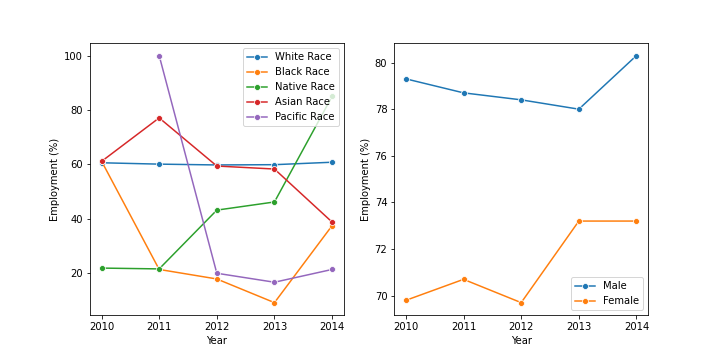 100
80
60
40
20
Employment (%)
2010 2011 2012 2013 2014
Year
White Race
Black Race
Native Race
Asian Race
Pacific Race
80
78
76
74
72
70
Employment (%)
2010 2011 2012 2013 2014
Year
Male
Female